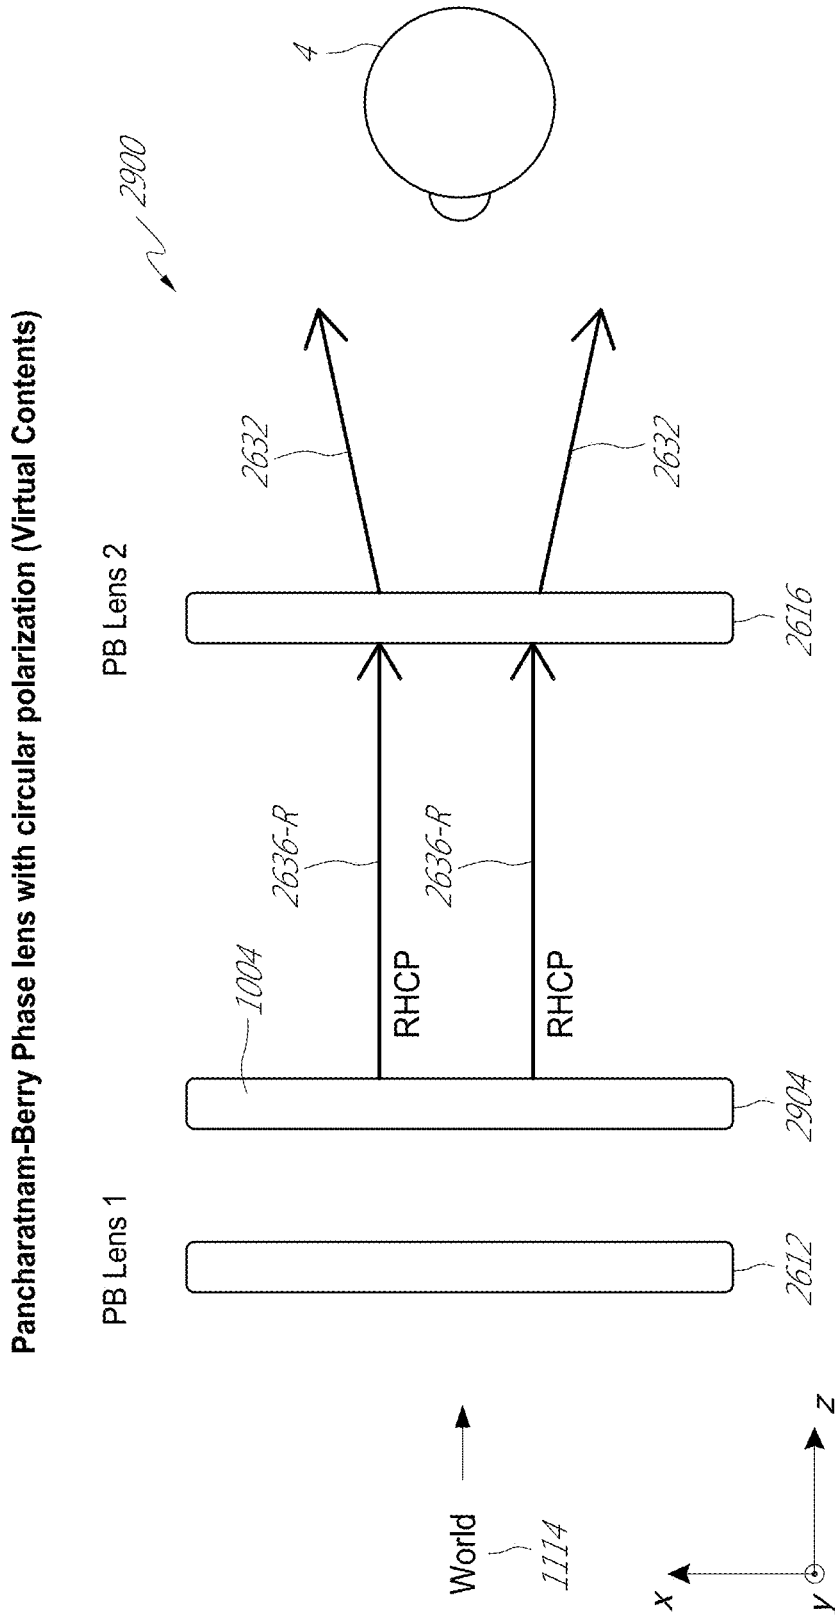 Pancharatnam-Berry Phase lens with circular polarization (Virtual Contents)
PB Lens 1
PB Lens 2
2900
1004
2636-R
2632
4
RHCP
2636-R
World
1114
RHCP
2632
x
2612
2904
2616
y
z